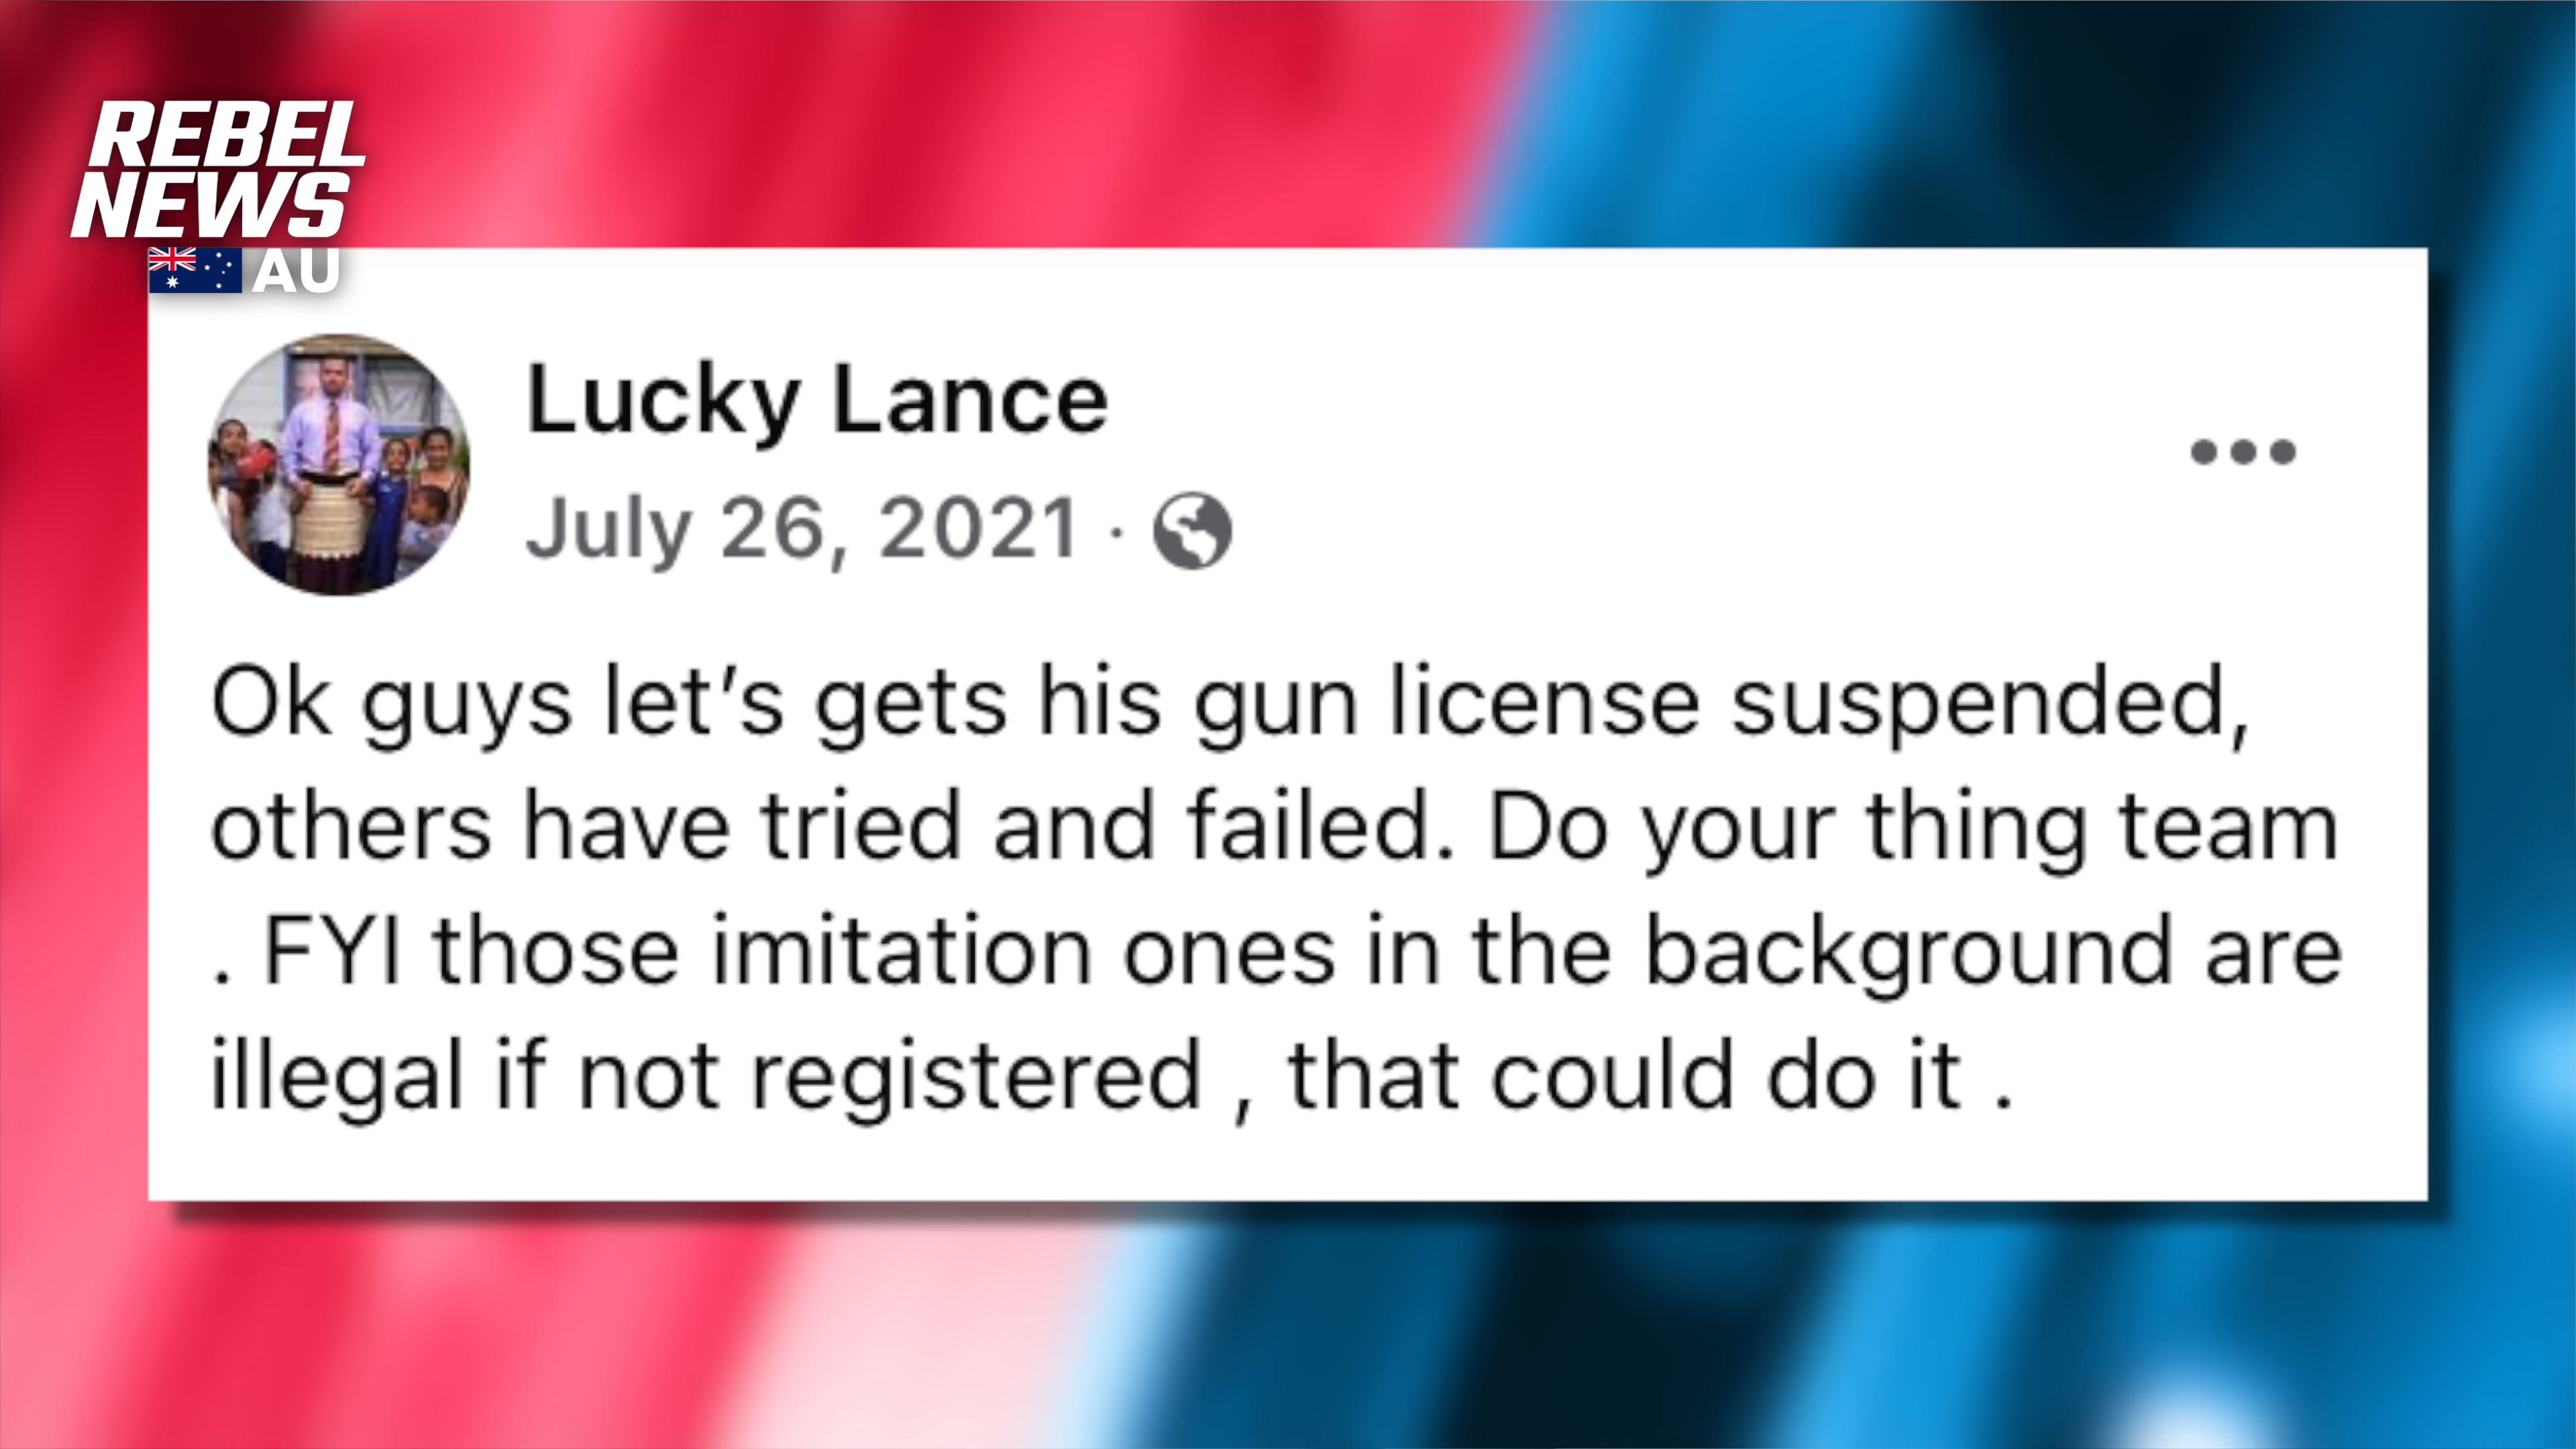 REBEL
NEWS
AU
Lucky Lance
July 26, 2021 ·
Ok guys let’s gets his gun license suspended,
others have tried and failed. Do your thing team
. FYI those imitation ones in the background are
illegal if not registered , that could do it .